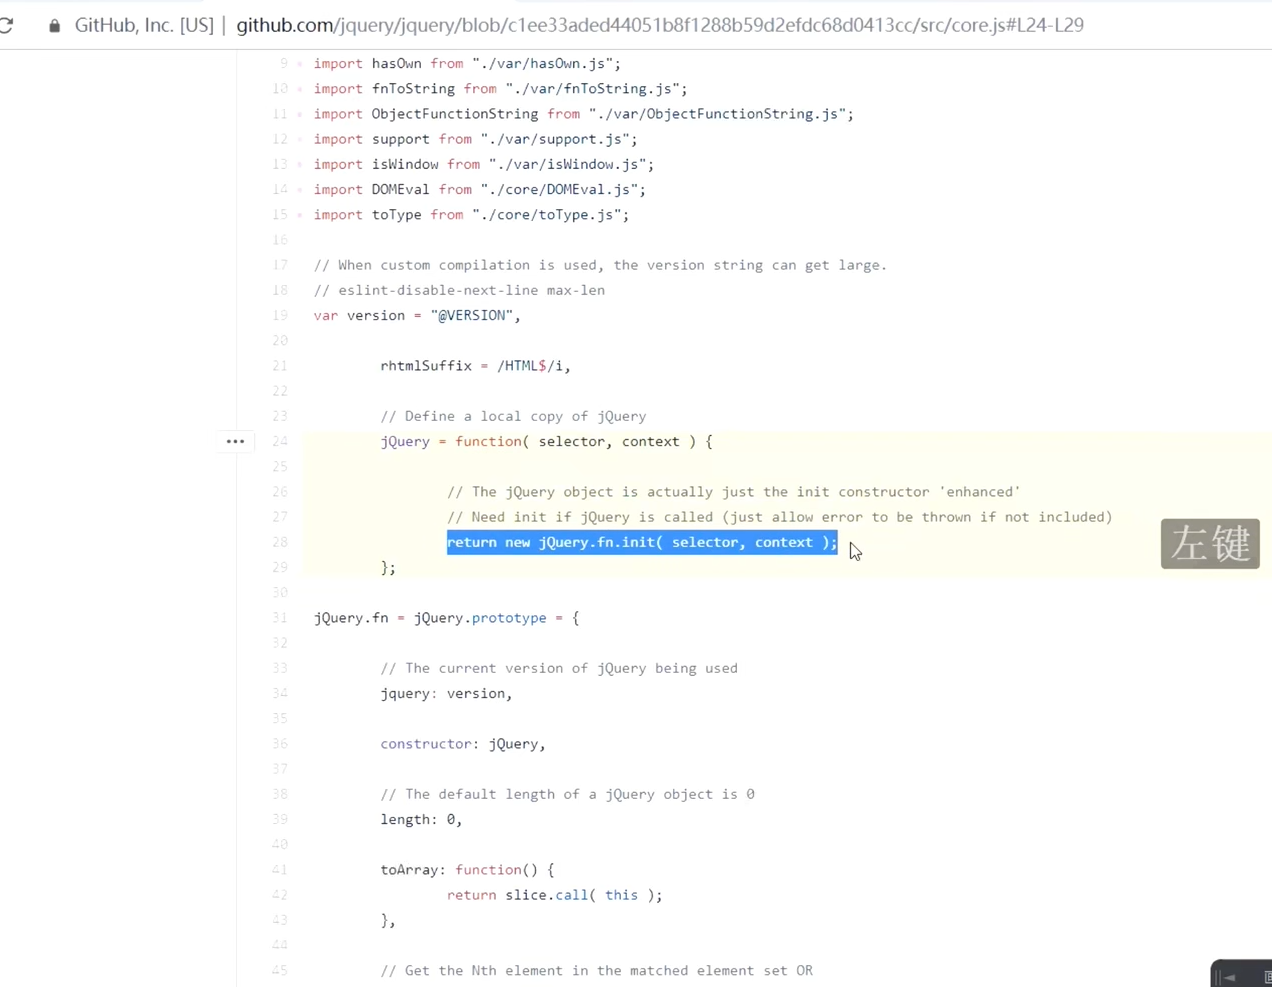 GitHub, Inc. [US] | github.com/jquery/jquery/blob/c1ee33aded44051b8f1288b59d2efdc68d0413cc/src/core.js#L24-L29
9 import hasOwn from "./var/hasOwn.js";
10 import fnToString from "./var/fnToString.js";
11 import ObjectFunctionString from "./var/ObjectFunctionString.js";
12 import support from "./var/support.js";
13 import isWindow from "./var/isWindow.js";
14 import DOMEval from "./core/DOMEval.js";
15 import toType from "./core/toType.js";
16
17 // When custom compilation is used, the version string can get large.
18 // eslint-disable-next-line max-len
19 var version = "@VERSION",
20
21 rhtmlSuffix = /HTML$/i,
22
23 // Define a local copy of jQuery
... 24 jQuery = function( selector, context ) {
25
26 // The jQuery object is actually just the init constructor 'enhanced'
27 // Need init if jQuery is called (just allow error to be thrown if not included)
28 return new jQuery.fn.init( selector, context );
左键
29 };
30
31 jQuery.fn = jQuery.prototype = {
32
33 // The current version of jQuery being used
34 jquery: version,
35
36 constructor: jQuery,
37
38 // The default length of a jQuery object is 0
39 length: 0,
40
41 toArray: function() {
42 return slice.call( this );
43 },
44
45 // Get the Nth element in the matched element set OR